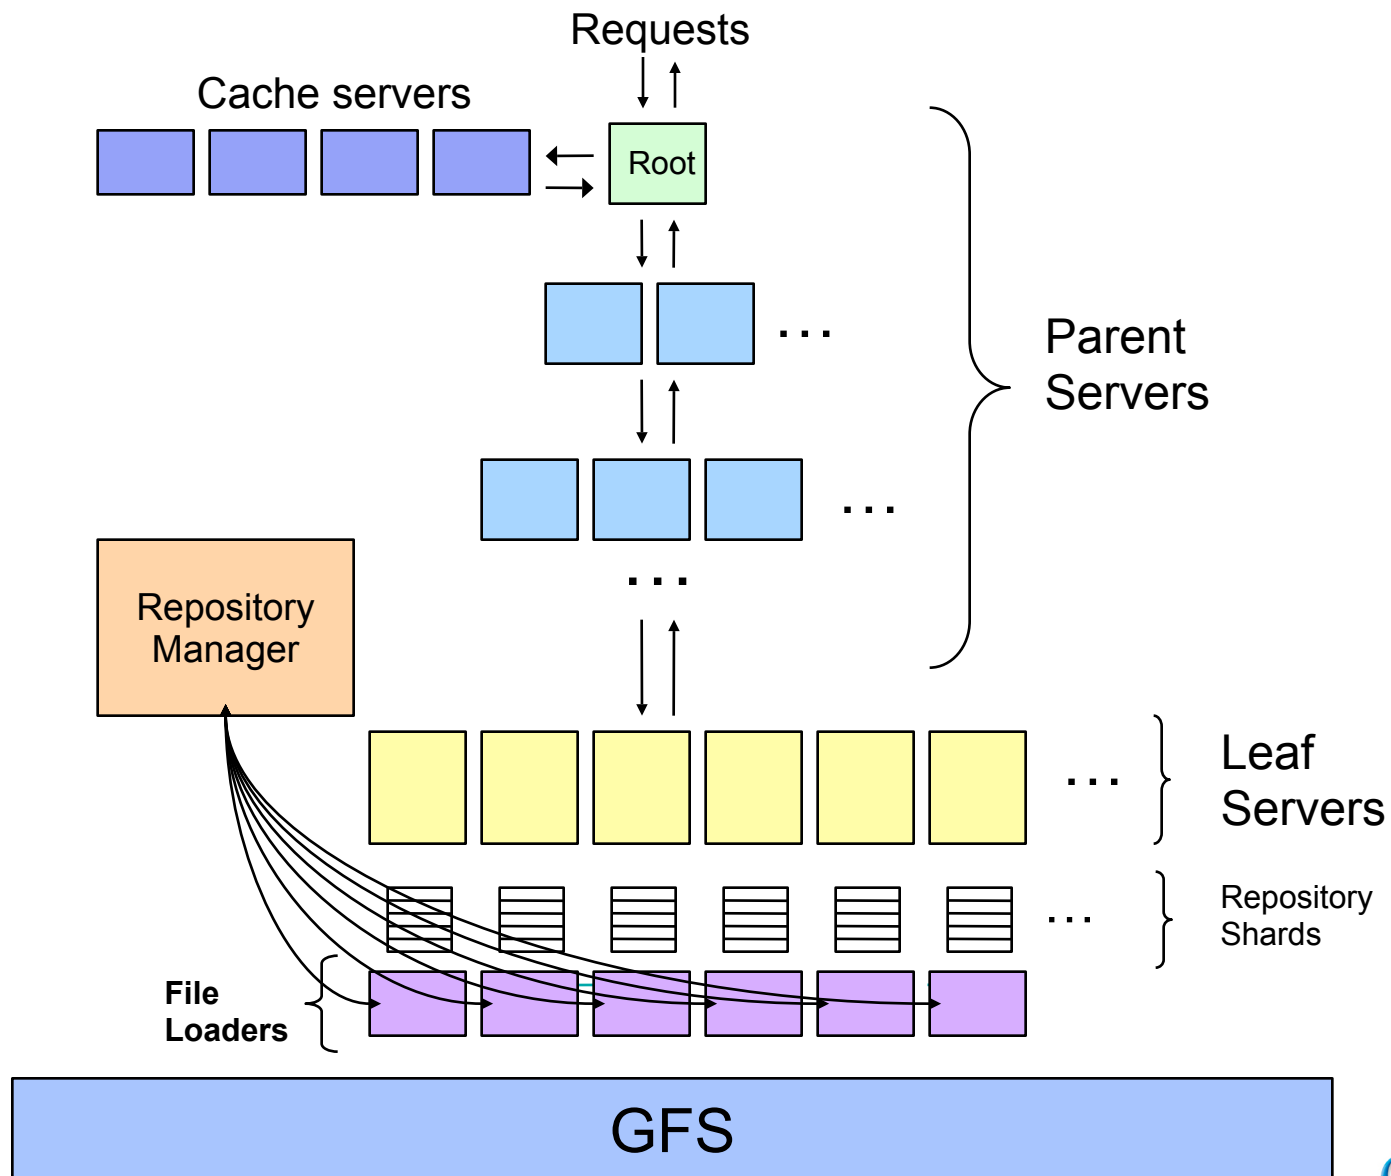 Requests
Cache servers
Root
...
Parent
Servers
...
...
Repository
Manager
Leaf
Servers
...
Repository
Shards
...
File
Loaders
GFS